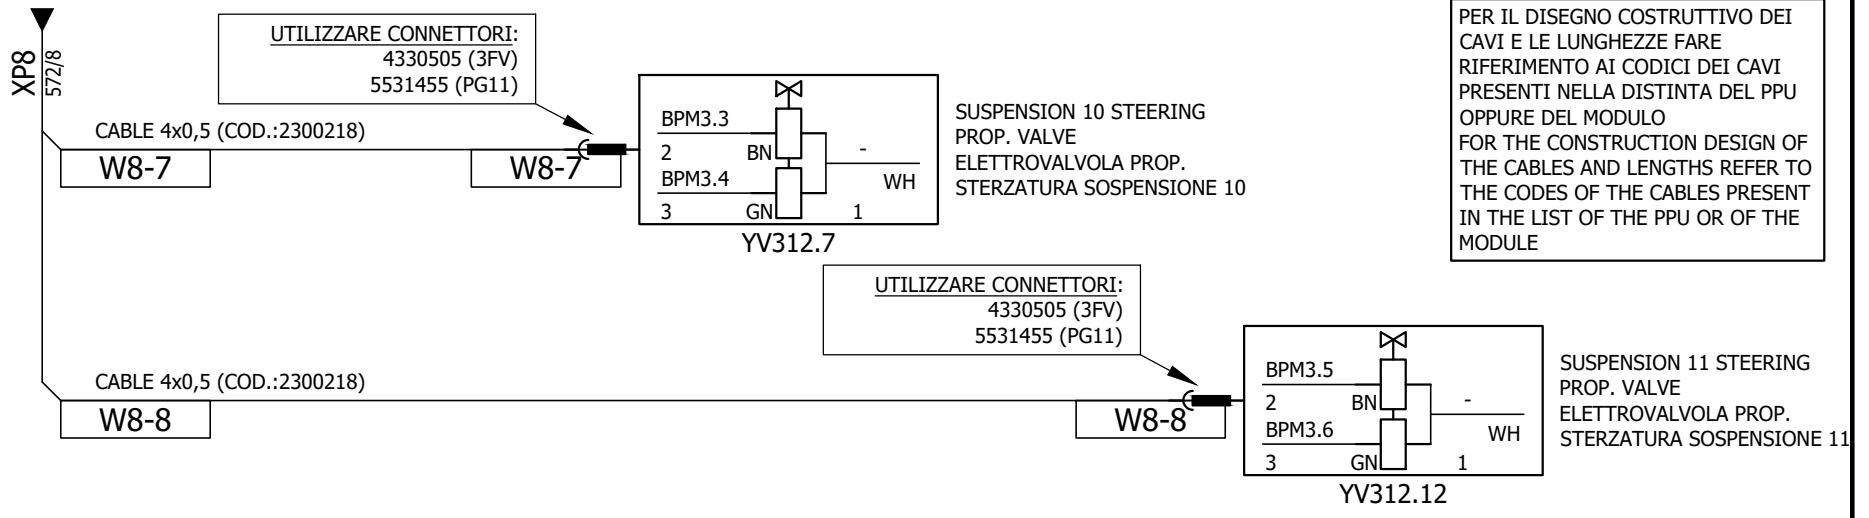 XP8
572/8
UTILIZZARE CONNETTORI:
4330505 (3FV)
5531455 (PG11)
CABLE 4x0,5 (COD.:2300218)
W8-7
W8-7
BPM3.3
2
BN
BPM3.4
3
GN
-
WH
1
YV312.7
SUSPENSION 10 STEERING
PROP. VALVE
ELETTROVALVOLA PROP.
STERZATURA SOSPENSIONE 10
PER IL DISEGNO COSTRUTTIVO DEI
CAVI E LE LUNGHEZZE FARE
RIFERIMENTO AI CODICI DEI CAVI
PRESENTI NELLA DISTINTA DEL PPU
OPPURE DEL MODULO
FOR THE CONSTRUCTION DESIGN OF
THE CABLES AND LENGTHS REFER TO
THE CODES OF THE CABLES PRESENT
IN THE LIST OF THE PPU OR OF THE
MODULE
UTILIZZARE CONNETTORI:
4330505 (3FV)
5531455 (PG11)
CABLE 4x0,5 (COD.:2300218)
W8-8
W8-8
BPM3.5
2
BN
BPM3.6
3
GN
-
WH
1
YV312.12
SUSPENSION 11 STEERING
PROP. VALVE
ELETTROVALVOLA PROP.
STERZATURA SOSPENSIONE 11